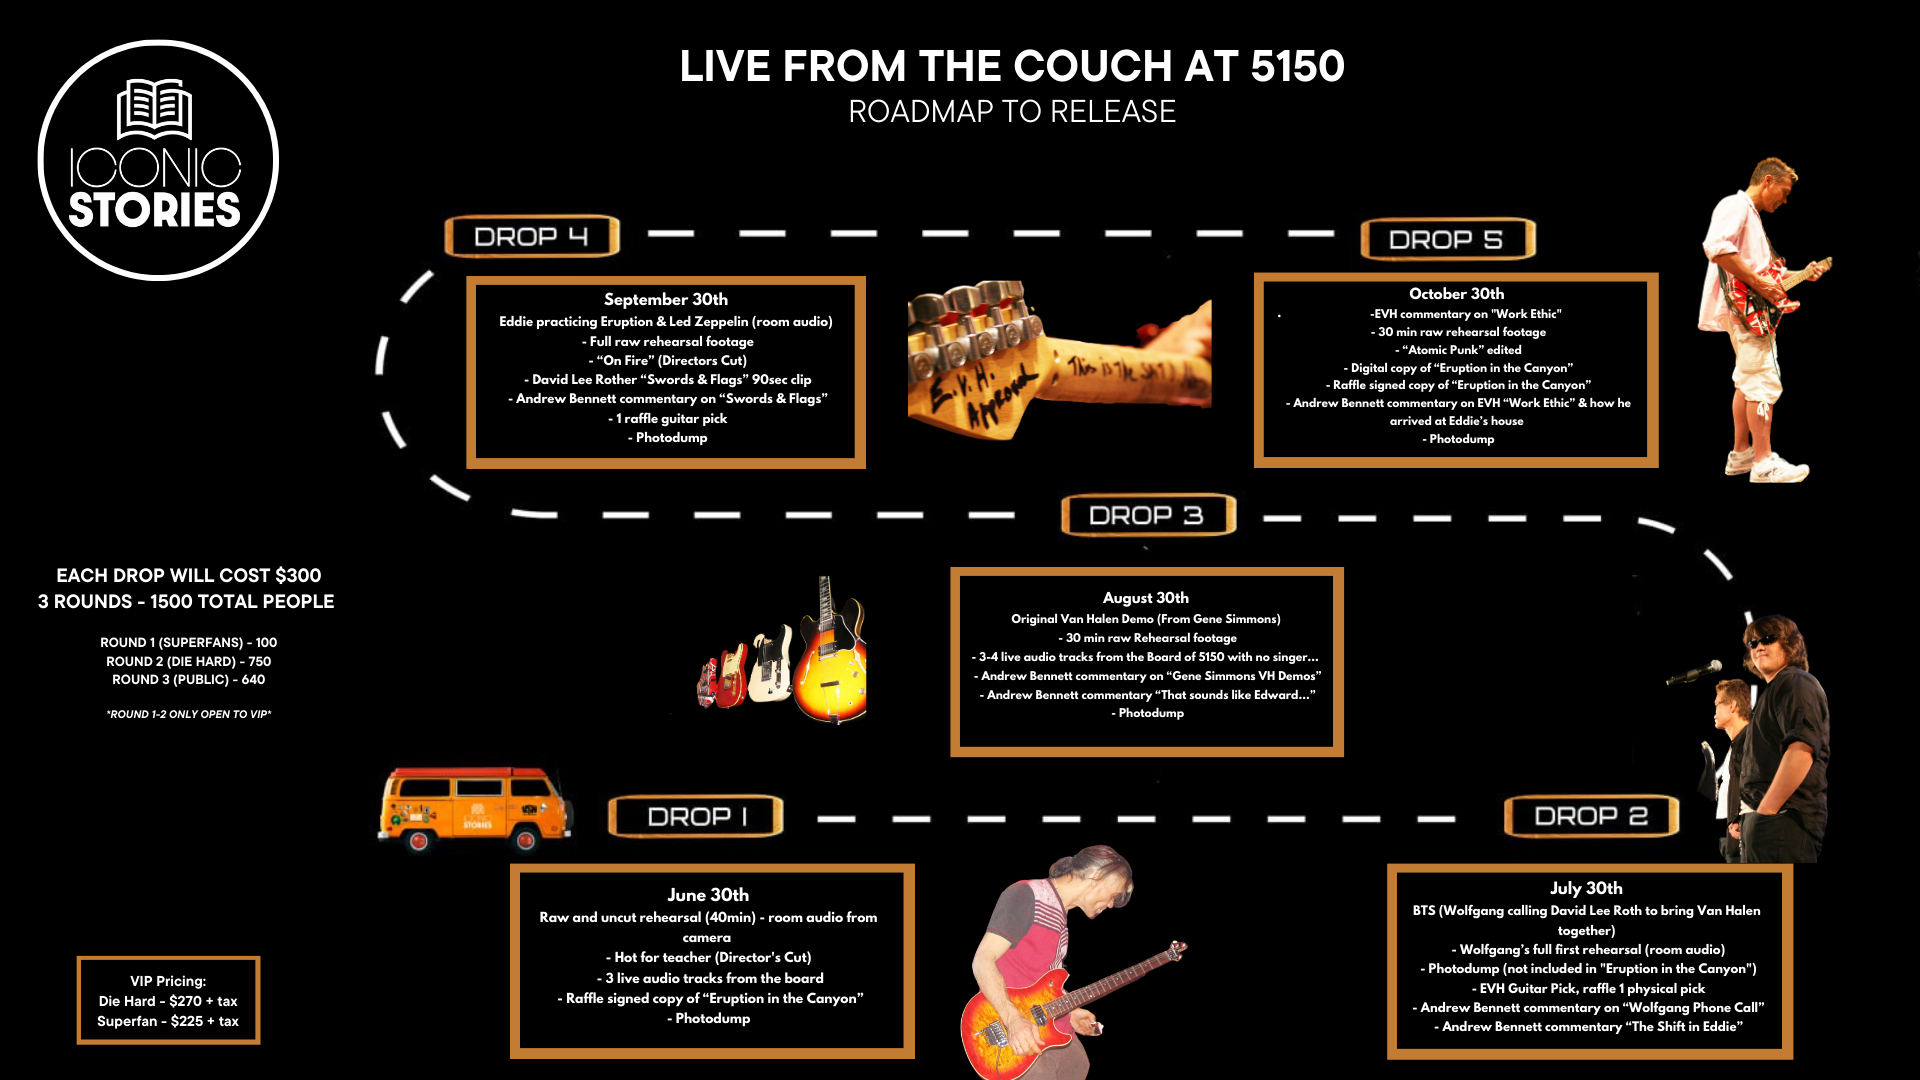 ICONIC
STORIES
LIVE FROM THE COUCH AT 5150
ROADMAP TO RELEASE
DROP 4
September 30th
Eddie practicing Eruption & Led Zeppelin (room audio)
- Full raw rehearsal footage
- “On Fire” (Directors Cut)
- David Lee Rother “Swords & Flags” 90sec clip
- Andrew Bennett commentary on “Swords & Flags”
- 1 raffle guitar pick
- Photodump
E.V.H.
Approved
This is the
DROP 5
October 30th
-EVH commentary on "Work Ethic"
- 30 min raw rehearsal footage
- “Atomic Punk” edited
- Digital copy of “Eruption in the Canyon”
- Raffle signed copy of “Eruption in the Canyon”
- Andrew Bennett commentary on EVH “Work Ethic” & how he
arrived at Eddie’s house
- Photodump
DROP 3
August 30th
Original Van Halen Demo (From Gene Simmons)
- 30 min raw Rehearsal footage
- 3-4 live audio tracks from the Board of 5150 with no singer...
- Andrew Bennett commentary on “Gene Simmons VH Demos”
- Andrew Bennett commentary “That sounds like Edward...”
- Photodump
EACH DROP WILL COST $300
3 ROUNDS - 1500 TOTAL PEOPLE
ROUND 1 (SUPERFANS) - 100
ROUND 2 (DIE HARD) - 750
ROUND 3 (PUBLIC) - 640
*ROUND 1-2 ONLY OPEN TO VIP*
ICONIC
STORIES
DROP 1
June 30th
Raw and uncut rehearsal (40min) - room audio from
camera
- Hot for teacher (Director's Cut)
- 3 live audio tracks from the board
- Raffle signed copy of “Eruption in the Canyon”
- Photodump
DROP 2
July 30th
BTS (Wolfgang calling David Lee Roth to bring Van Halen
together)
- Wolfgang’s full first rehearsal (room audio)
- Photodump (not included in "Eruption in the Canyon")
- EVH Guitar Pick, raffle 1 physical pick
- Andrew Bennett commentary on “Wolfgang Phone Call”
- Andrew Bennett commentary “The Shift in Eddie”
VIP Pricing:
Die Hard - $270 + tax
Superfan - $225 + tax